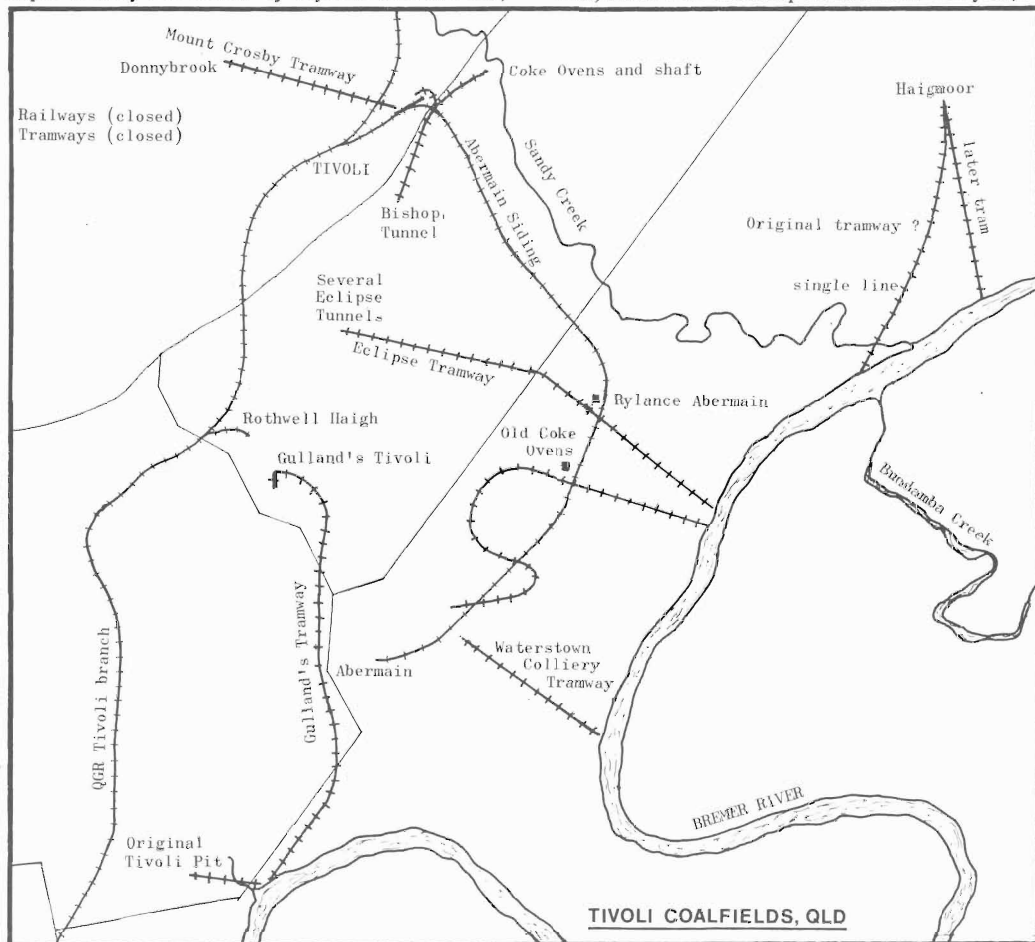 Mount Crosby Tramway
Donnybrook
Coke Ovens and shaft
Haigmoor
Railways (closed)
Tramways (closed)
TIVOLI
Abermain Siding
Sandy Creek
later tram
Bishop
Tunnel
Original tramway ?
single line
Several
Eclipse
Tunnels
Eclipse Tramway
Rylance Abermain
Rothwell Haigh
Old Coke
Ovens
Gulland's Tivoli
Bundamba Creek
QGR Tivoli branch
Gulland's Tramway
Abermain
Waterstown
Colliery
Tramway
BREMER RIVER
Original
Tivoli Pit
TIVOLI COALFIELDS, QLD